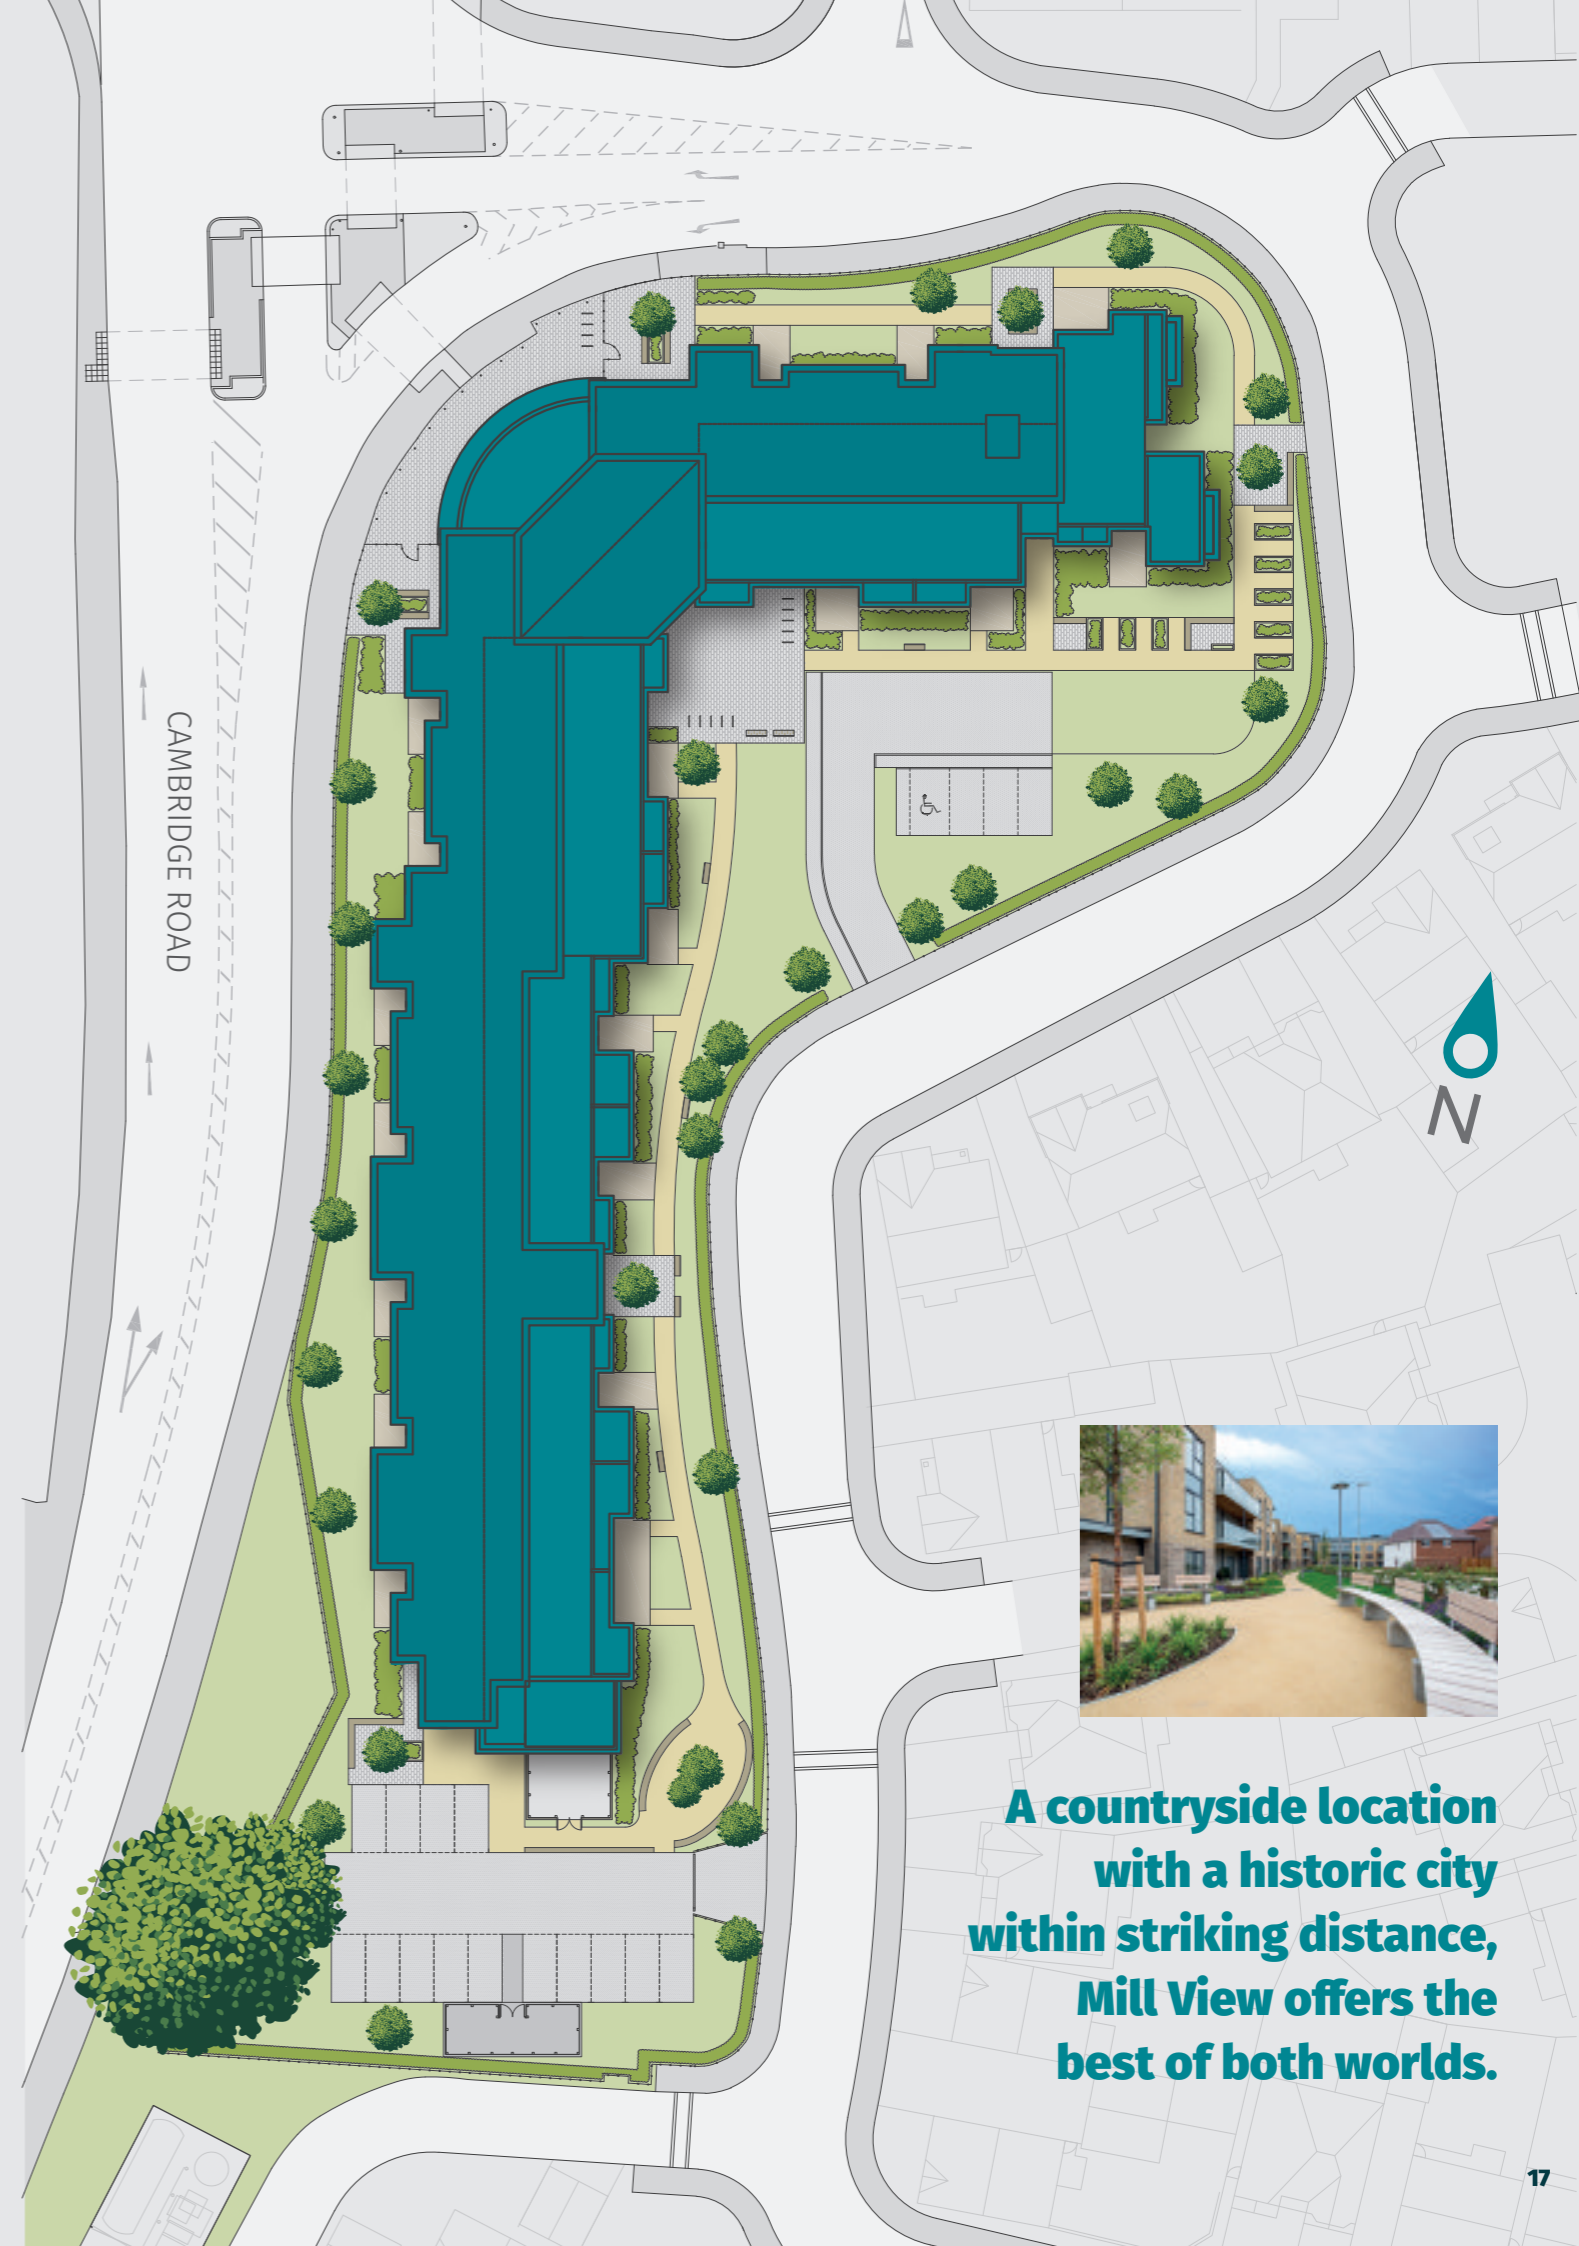 CAMBRIDGE ROAD
N
A countryside location
with a historic city
within striking distance,
Mill View offers the
best of both worlds.
17